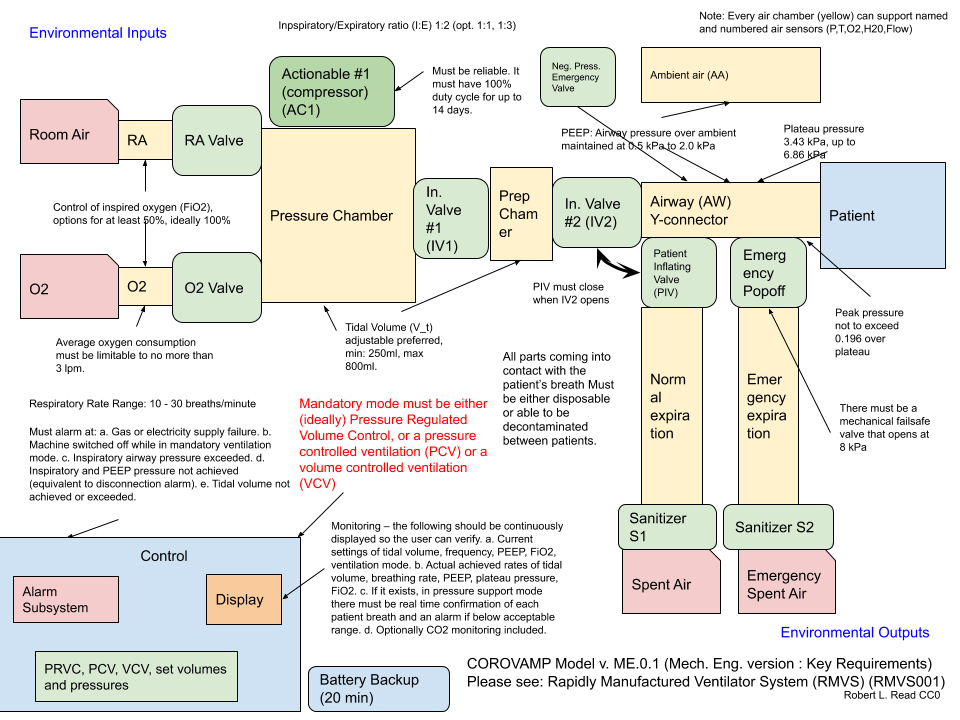 Note: Every air chamber (yellow) can support named
and numbered air sensors (P,T,O2,H20,Flow)
Environmental Inputs
Inpspiratory/Expiratory ratio (I:E) 1:2 (opt. 1:1, 1:3)
Actionable #1
(compressor)
(AC1)
Must be reliable. It
must have 100%
duty cycle for up to
14 days.
Neg. Press.
Emergency
Valve
Ambient air (AA)
Room Air
RA
RA Valve
PEEP: Airway pressure over ambient
maintained at 0.5 kPa to 2.0 kPa
Plateau pressure
3.43 kPa, up to
6.86 kPa
Control of inspired oxygen (FiO2),
options for at least 50%, ideally 100%
Pressure Chamber
In.
Valve
#1
(IV1)
Prep
Cham
er
In. Valve
#2 (IV2)
Airway (AW)
Y-connector
Patient
O2
O2
O2 Valve
PIV must close
when IV2 opens
Patient
Inflating
Valve
(PIV)
Emerg
ency
Popoff
Average oxygen consumption
must be limitable to no more than
3 lpm.
Tidal Volume (V_t)
adjustable preferred,
min: 250ml, max
800ml.
Peak pressure
not to exceed
0.196 over
plateau
All parts coming into
contact with the
patient's breath Must
be either disposable
or able to be
decontaminated
between patients.
Norm
al
expira
tion
Emer
gency
expira
tion
There must be a
mechanical failsafe
valve that opens at
8 kPa
Respiratory Rate Range: 10 - 30 breaths/minute
Must alarm at: a. Gas or electricity supply failure. b.
Machine switched off while in mandatory ventilation
mode. c. Inspiratory airway pressure exceeded. d.
Inspiratory and PEEP pressure not achieved
(equivalent to disconnection alarm). e. Tidal volume not
achieved or exceeded.
Mandatory mode must be either
(ideally) Pressure Regulated
Volume Control, or a pressure
controlled ventilation (PCV) or a
volume controlled ventilation
(VCV)
Monitoring – the following should be continuously
displayed so the user can verify. a. Current
settings of tidal volume, frequency, PEEP, FiO2,
ventilation mode. b. Actual achieved rates of tidal
volume, breathing rate, PEEP, plateau pressure,
FiO2. c. If it exists, in pressure support mode
there must be real time confirmation of each
patient breath and an alarm if below acceptable
range. d. Optionally CO2 monitoring included.
Sanitizer
S1
Sanitizer S2
Spent Air
Emergency
Spent Air
Control
Alarm
Subsystem
Display
PRVC, PCV, VCV, set volumes
and pressures
Battery Backup
(20 min)
Environmental Outputs
COROVAMP Model v. ME.0.1 (Mech. Eng. version : Key Requirements)
Please see: Rapidly Manufactured Ventilator System (RMVS) (RMVS001)
Robert L. Read CC0